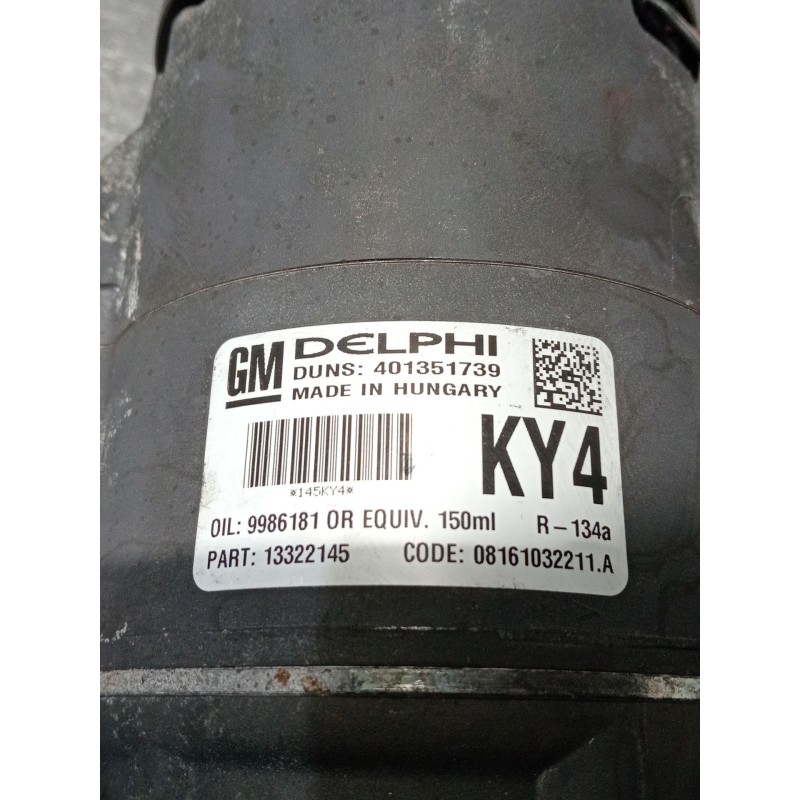 GM DELPHI
DUNS: 401351739
MADE IN HUNGARY
KY4
*145KY4*
OIL: 9986181 OR EQUIV. 150ml R-134a
PART: 13322145 CODE: 08161032211.A